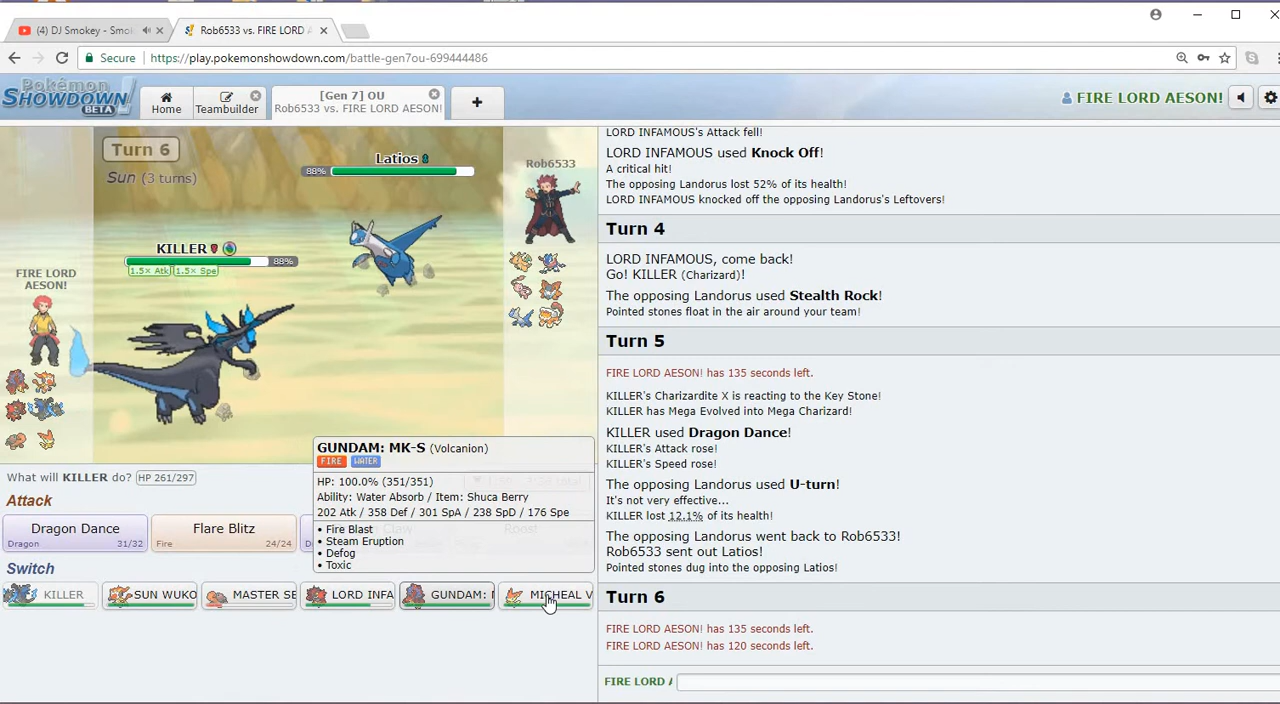 (4) DJ Smokey - Smo
Rob6533 vs. FIRE LORD
Secure
https://play.pokemonshowdown.com/battle-gen7ou-699444486
Pokémon
SHOWDOWN
BETA
Home
Teambuilder
[Gen 7] OU
Rob6533 vs. FIRE LORD AESON!
+
FIRE LORD AESON!
Turn 6
Sun (3 turns)
Latios
88%
Rob6533
KILLER
88%
1.5× Atk 1.5× Spe
FIRE LORD
AESON!
GUNDAM: MK-S (Volcanion)
FIRE WATER
HP: 100.0% (351/351)
Ability: Water Absorb / Item: Shuca Berry
202 Atk / 358 Def / 301 SpA / 238 SpD / 176 Spe
• Fire Blast
• Steam Eruption
• Defog
• Toxic
What will KILLER do? HP 261/297
Attack
Dragon Dance
Dragon 31/32
Flare Blitz
Fire 24/24
Switch
KILLER
SUN WUKO
MASTER SE
LORD INFA
GUNDAM:
MICHEAL V
LORD INFAMOUS's Attack fell!
LORD INFAMOUS used Knock Off!
A critical hit!
The opposing Landorus lost 52% of its health!
LORD INFAMOUS knocked off the opposing Landorus's Leftovers!
Turn 4
LORD INFAMOUS, come back!
Go! KILLER (Charizard)!
The opposing Landorus used Stealth Rock!
Pointed stones float in the air around your team!
Turn 5
FIRE LORD AESON! has 135 seconds left.
KILLER's Charizardite X is reacting to the Key Stone!
KILLER has Mega Evolved into Mega Charizard!
KILLER used Dragon Dance!
KILLER's Attack rose!
KILLER's Speed rose!
The opposing Landorus used U-turn!
It's not very effective...
KILLER lost 12.1% of its health!
The opposing Landorus went back to Rob6533!
Rob6533 sent out Latios!
Pointed stones dug into the opposing Latios!
Turn 6
FIRE LORD AESON! has 135 seconds left.
FIRE LORD AESON! has 120 seconds left.
FIRE LORD